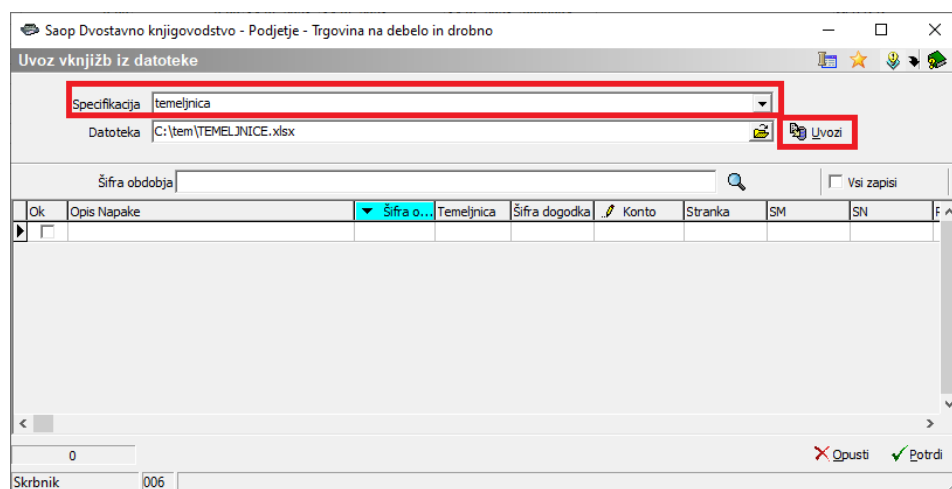 Saop Dvostavno knjigovodstvo - Podjetje - Trgovina na debelo in drobno
Uvoz vknjižb iz datoteke
Specifikacija temeljnica
Datoteka C:\tem\TEMELJNICE.xlsx Uvozi
Šifra obdobja Vsi zapisi
Ok Opis Napake Šifra o... Temeljnica Šifra dogodka Konto Stranka SM SN
0 Opusti Potrdi
Skrbnik 006